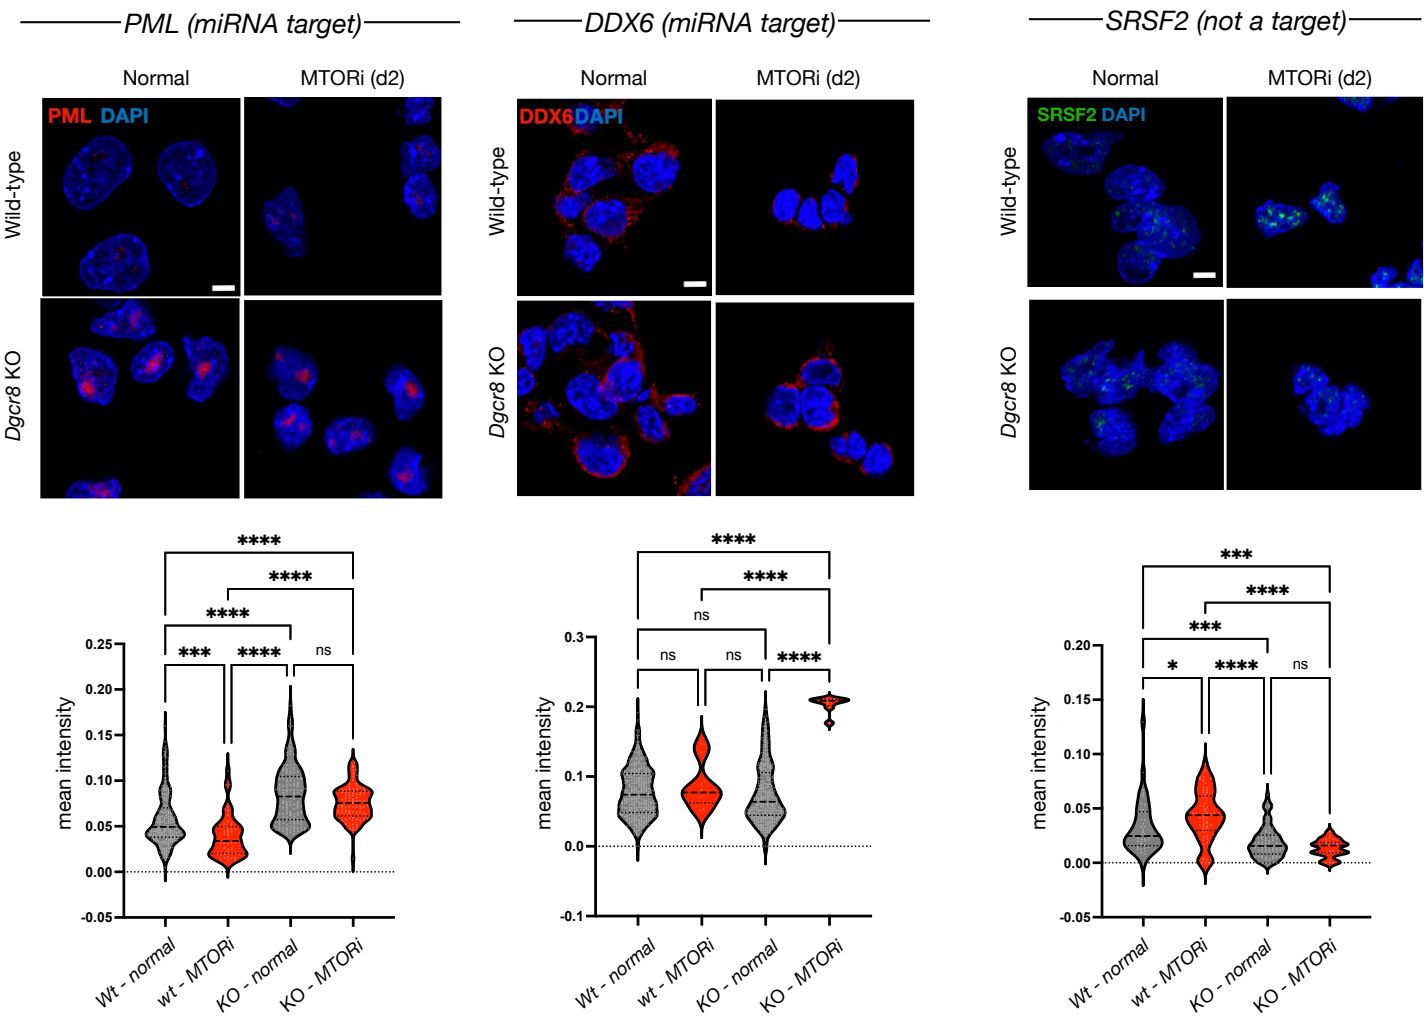 PML (miRNA target)
DDX6 (miRNA target)
SRSF2 (not a target)
Normal
MTORi (d2)
Normal
MTORi (d2)
Normal
MTORi (d2)
PML DAPI
DDX6DAPI
SRSF2 DAPI
Wild-type
Wild-type
Wild-type
Dgcr8 KO
Dgcr8 KO
Dgcr8 KO
****
****
****
*** **** ns
0.25
0.20
0.15
0.10
0.05
0.00
-0.05
mean intensity
Wt - normal
wt - MTORi
KO - normal
KO - MTORi
****
****
ns
ns ns ****
0.3
0.2
0.1
0.0
-0.1
mean intensity
Wt - normal
wt - MTORi
KO - normal
KO - MTORi
***
****
***
* **** ns
0.20
0.15
0.10
0.05
0.00
-0.05
mean intensity
Wt - normal
wt - MTORi
KO - normal
KO - MTORi